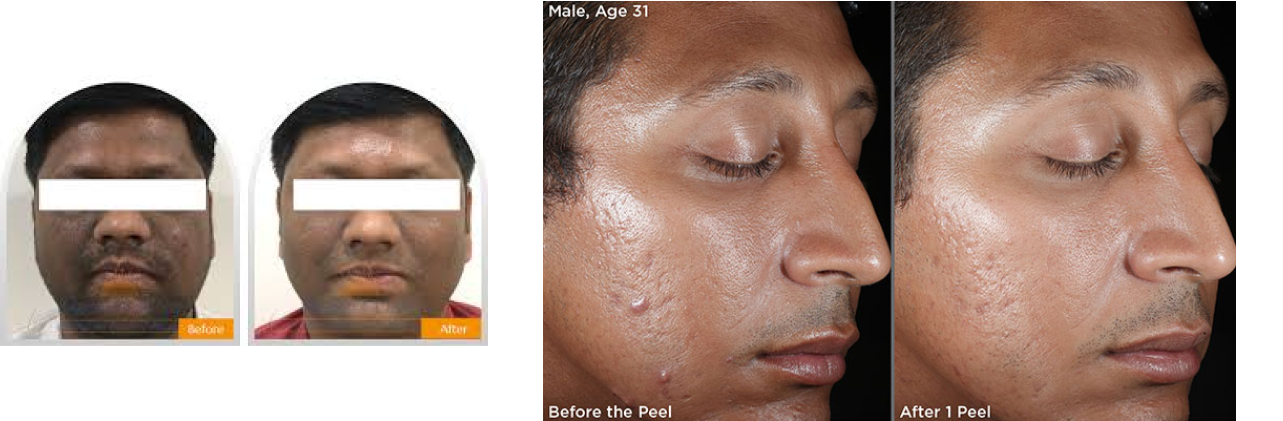 Before
After
Male, Age 31
Before the Peel
After 1 Peel